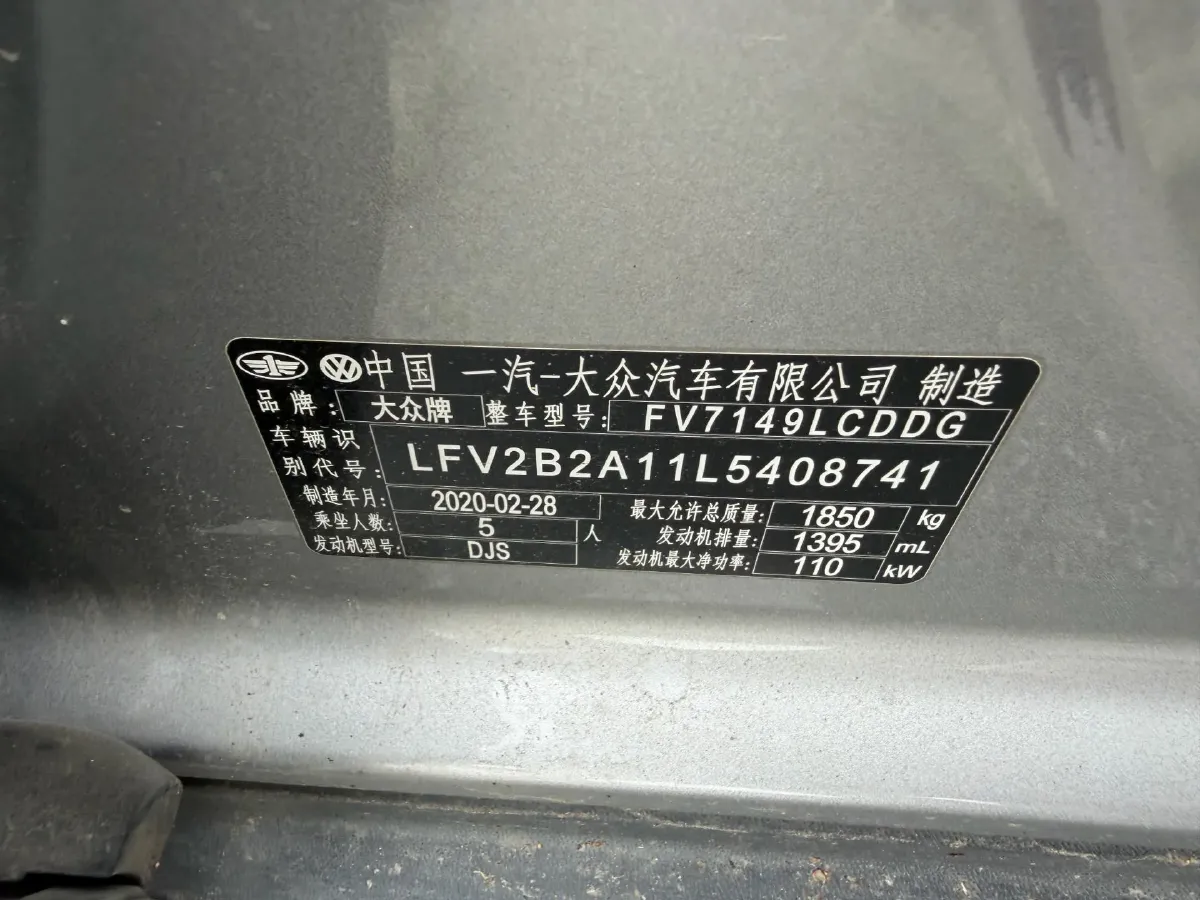 中国 一汽-大众汽车有限公司 制造
品牌: 大众牌 整车型号: FV7149LCDDG
车辆识别代号: LFV2B2A11L5408741
制造年月: 2020-02-28 最大允许总质量: 1850 kg
乘坐人数: 5 人 发动机排量: 1395 mL
发动机型号: DJS 发动机最大净功率: 110 kW